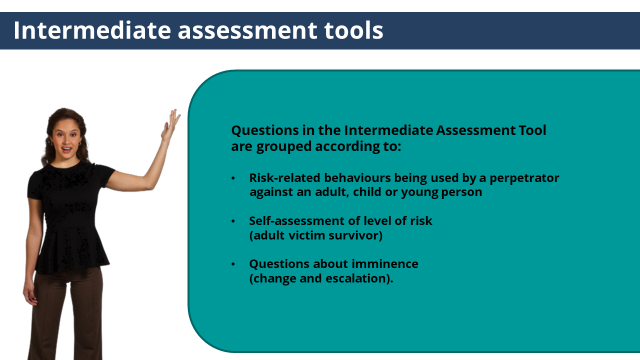 Intermediate assessment tools
Questions in the Intermediate Assessment Tool
are grouped according to:
• Risk-related behaviours being used by a perpetrator
against an adult, child or young person
• Self-assessment of level of risk
(adult victim survivor)
• Questions about imminence
(change and escalation).